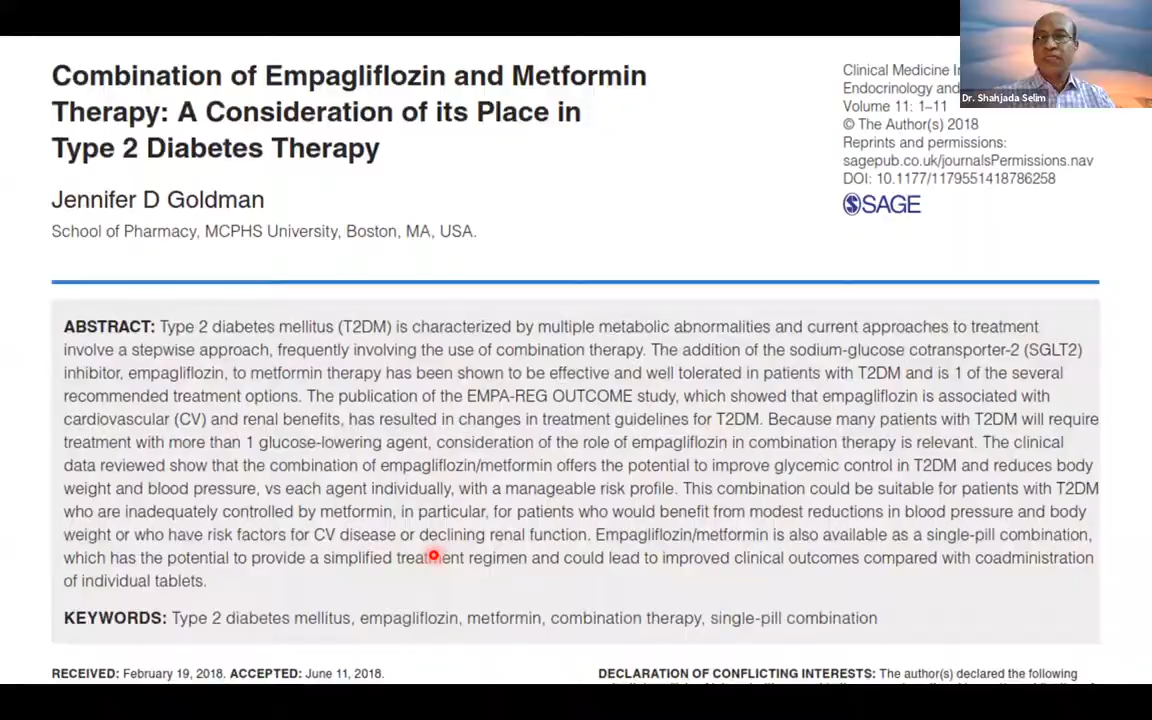 Combination of Empagliflozin and Metformin
Therapy: A Consideration of its Place in
Type 2 Diabetes Therapy
Jennifer D Goldman
School of Pharmacy, MCPHS University, Boston, MA, USA.
Clinical Medicine
Endocrinology and
Volume 11: 1–11
© The Author(s) 2018
Reprints and permissions:
sagepub.co.uk/journalsPermissions.nav
DOI: 10.1177/1179551418786258
SAGE
Dr. Shahjada Selim
ABSTRACT: Type 2 diabetes mellitus (T2DM) is characterized by multiple metabolic abnormalities and current approaches to treatment
involve a stepwise approach, frequently involving the use of combination therapy. The addition of the sodium-glucose cotransporter-2 (SGLT2)
inhibitor, empagliflozin, to metformin therapy has been shown to be effective and well tolerated in patients with T2DM and is 1 of the several
recommended treatment options. The publication of the EMPA-REG OUTCOME study, which showed that empagliflozin is associated with
cardiovascular (CV) and renal benefits, has resulted in changes in treatment guidelines for T2DM. Because many patients with T2DM will require
treatment with more than 1 glucose-lowering agent, consideration of the role of empagliflozin in combination therapy is relevant. The clinical
data reviewed show that the combination of empagliflozin/metformin offers the potential to improve glycemic control in T2DM and reduces body
weight and blood pressure, vs each agent individually, with a manageable risk profile. This combination could be suitable for patients with T2DM
who are inadequately controlled by metformin, in particular, for patients who would benefit from modest reductions in blood pressure and body
weight or who have risk factors for CV disease or declining renal function. Empagliflozin/metformin is also available as a single-pill combination,
which has the potential to provide a simplified treatment regimen and could lead to improved clinical outcomes compared with coadministration
of individual tablets.
KEYWORDS: Type 2 diabetes mellitus, empagliflozin, metformin, combination therapy, single-pill combination
RECEIVED: February 19, 2018. ACCEPTED: June 11, 2018.
DECLARATION OF CONFLICTING INTERESTS: The author(s) declared the following